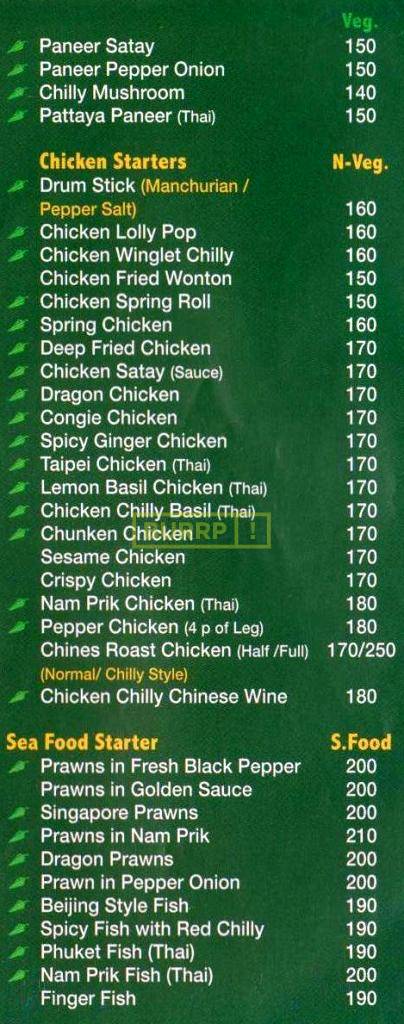 Veg.
Paneer Satay 150
Paneer Pepper Onion 150
Chilly Mushroom 140
Pattaya Paneer (Thai) 150
Chicken Starters N-Veg.
Drum Stick (Manchurian /
Pepper Salt) 160
Chicken Lolly Pop 160
Chicken Winglet Chilly 160
Chicken Fried Wonton 150
Chicken Spring Roll 150
Spring Chicken 160
Deep Fried Chicken 170
Chicken Satay (Sauce) 170
Dragon Chicken 170
Congie Chicken 170
Spicy Ginger Chicken 170
Taipei Chicken (Thai) 170
Lemon Basil Chicken (Thai) 170
Chicken Chilly Basil (Thai) 170
Chunken Chicken 170
BURRP!
Sesame Chicken 170
Crispy Chicken 170
Nam Prik Chicken (Thai) 180
Pepper Chicken (4 p of Leg) 180
Chines Roast Chicken (Half /Full) 170/250
(Normal/ Chilly Style)
Chicken Chilly Chinese Wine 180
Sea Food Starter S.Food
Prawns in Fresh Black Pepper 200
Prawns in Golden Sauce 200
Singapore Prawns 200
Prawns in Nam Prik 210
Dragon Prawns 200
Prawn in Pepper Onion 200
Beijing Style Fish 190
Spicy Fish with Red Chilly 190
Phuket Fish (Thai) 190
Nam Prik Fish (Thai) 200
Finger Fish 190